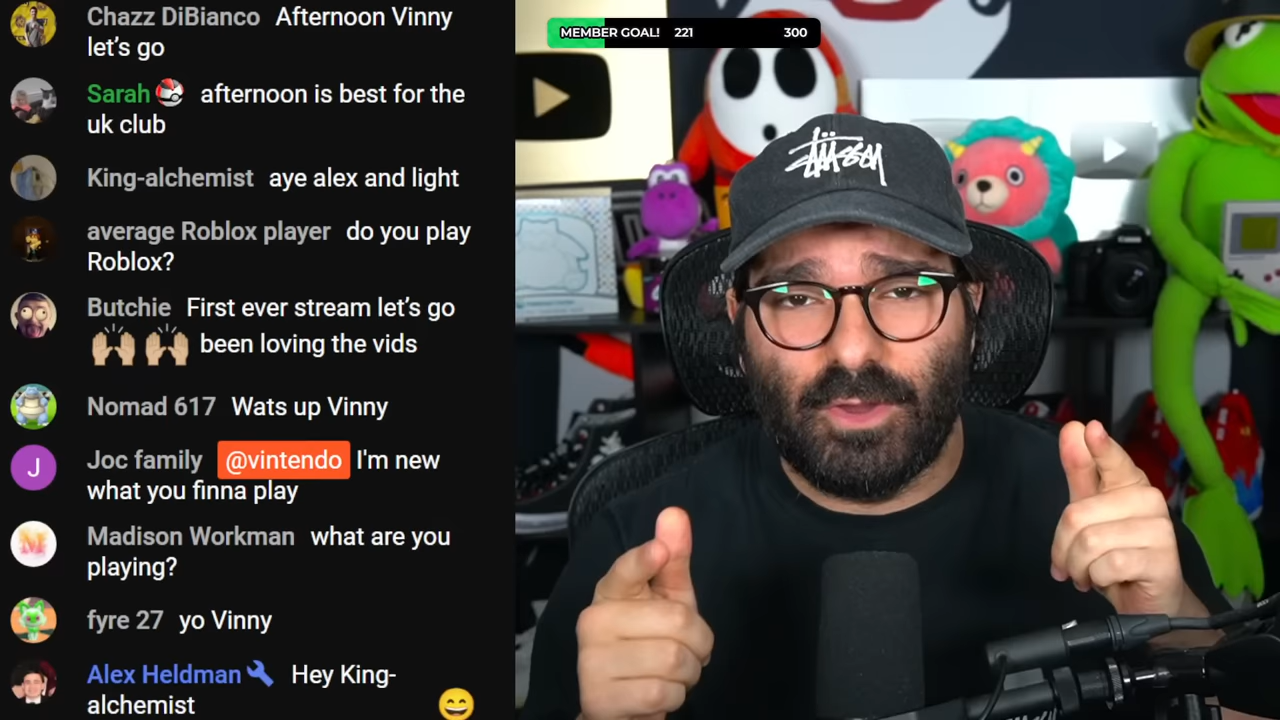 Chazz DiBianco Afternoon Vinny
let's go
Sarah afternoon is best for the
uk club
King-alchemist aye alex and light
average Roblox player do you play
Roblox?
Butchie First ever stream let's go
been loving the vids
Nomad 617 Wats up Vinny
J
Joc family @vintendo I'm new
what you finna play
M
Madison Workman what are you
playing?
fyre 27 yo Vinny
Alex Heldman Hey King-
alchemist
MEMBER GOAL! 221 300
Stüssy
Canon